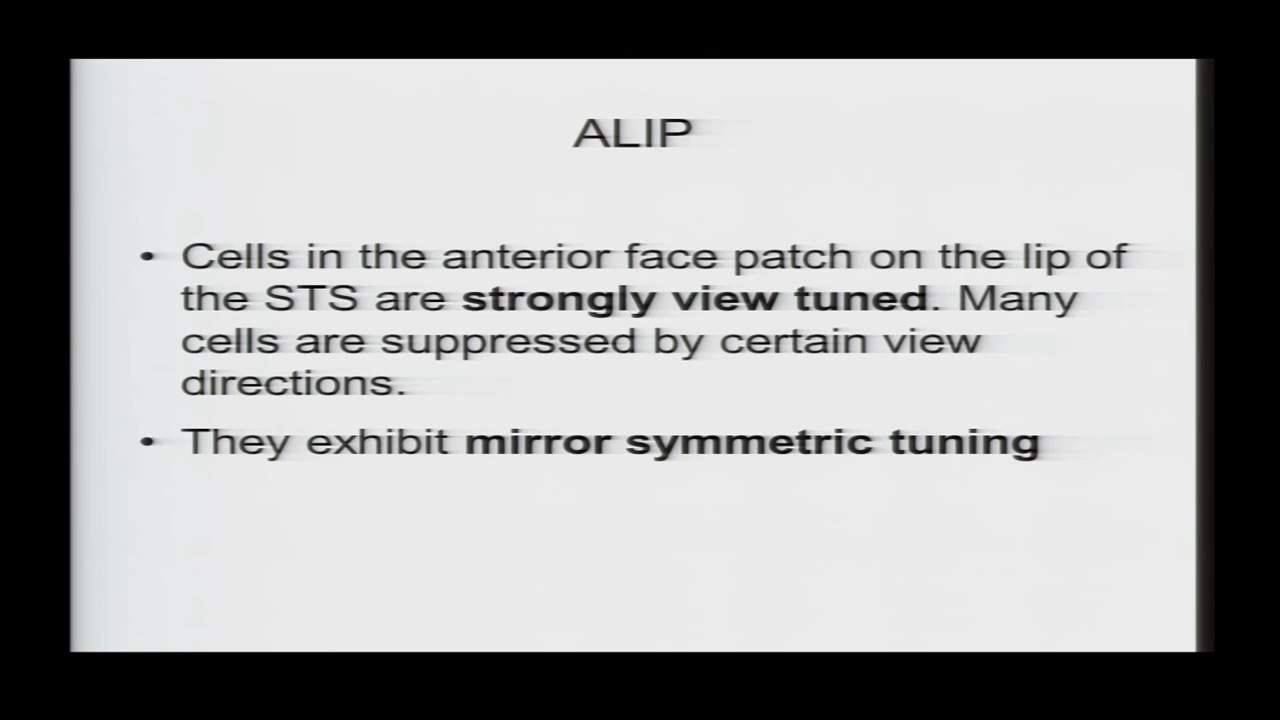 ALIP
• Cells in the anterior face patch on the lip of
the STS are strongly view tuned. Many
cells are suppressed by certain view
directions.
• They exhibit mirror symmetric tuning